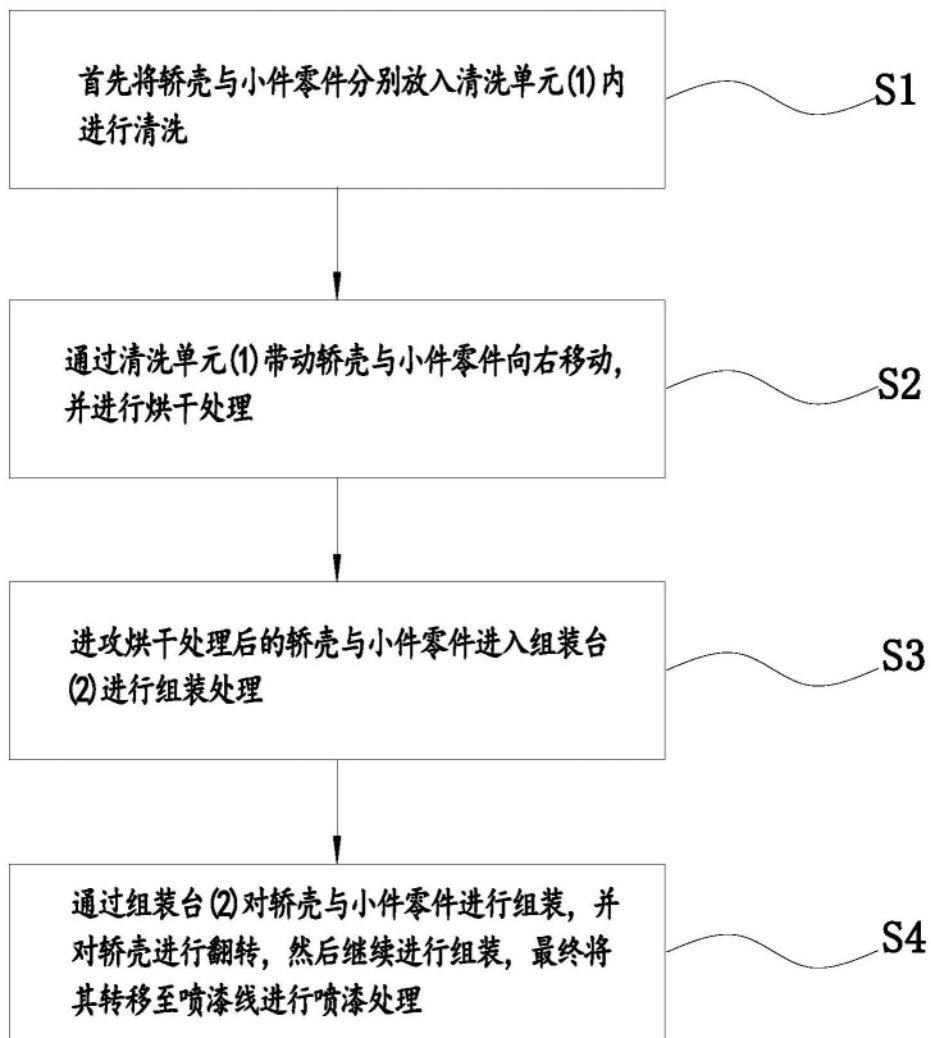 首先将轿壳与小件零件分别放入清洗单元(1)内
进行清洗
S1
通过清洗单元(1)带动轿壳与小件零件向右移动，
并进行烘干处理
S2
进攻烘干处理后的轿壳与小件零件进入组装台
(2)进行组装处理
S3
通过组装台(2)对轿壳与小件零件进行组装，并
对轿壳进行翻转，然后继续进行组装，最终将
其转移至喷漆线进行喷漆处理
S4